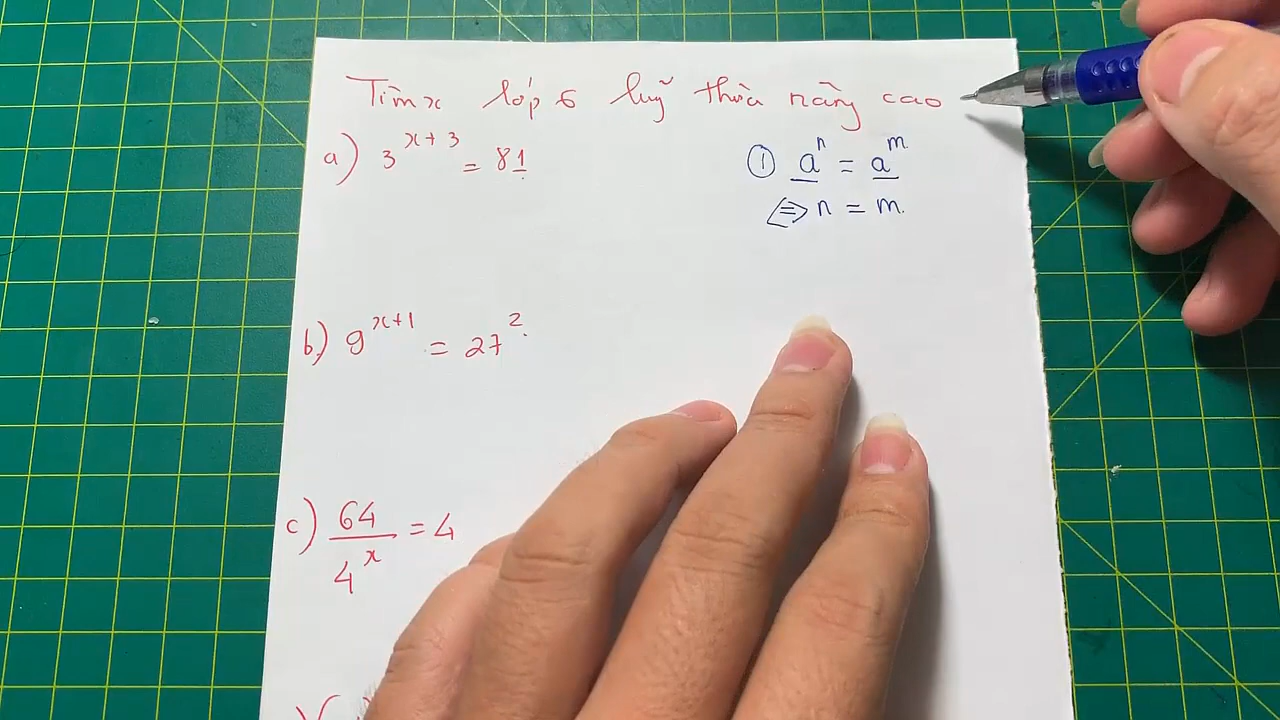 Tìm x lớp 6 luỹ thừa nâng cao
a) 3^{x+3} = 81
① a^n = a^m
⇔ n = m.
b) 9^{x+1} = 27^2
c) 64/4^x = 4